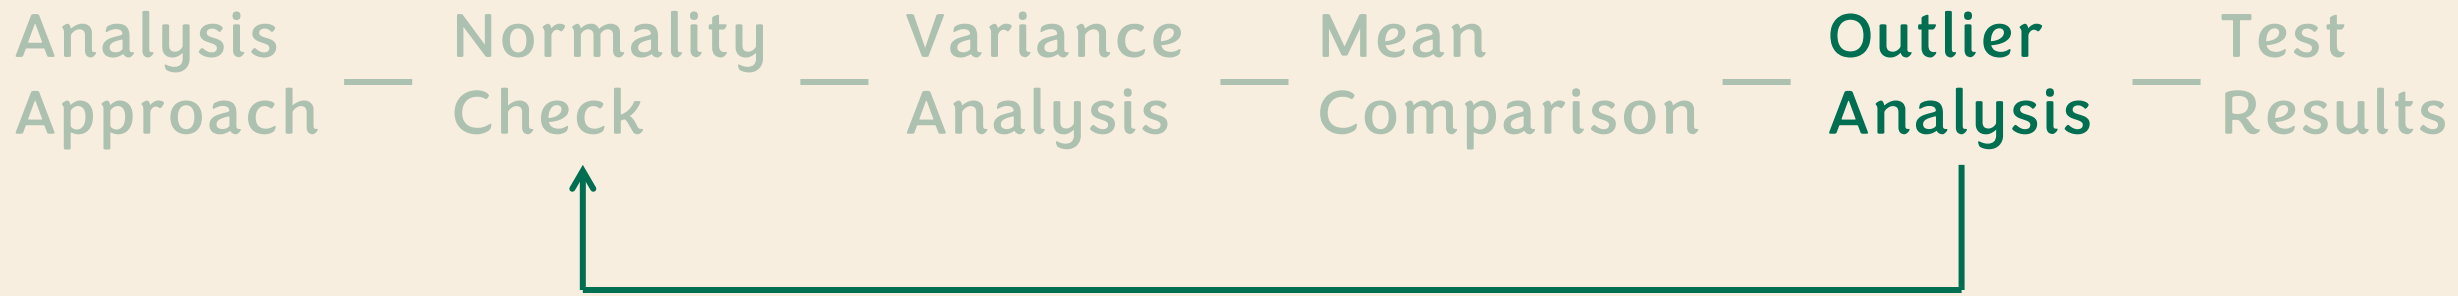 Analysis
Approach
Normality
Check
Variance
Analysis
Mean
Comparison
Outlier
Analysis
Test
Results